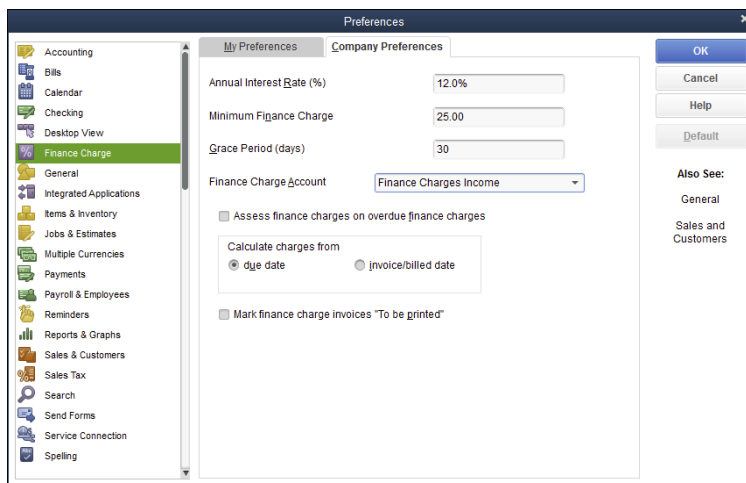 Preferences
Accounting
Bills
Calendar
Checking
Desktop View
Finance Charge
General
Integrated Applications
Items & Inventory
Jobs & Estimates
Multiple Currencies
Payments
Payroll & Employees
Reminders
Reports & Graphs
Sales & Customers
Sales Tax
Search
Send Forms
Service Connection
Spelling
My Preferences
Company Preferences
Annual Interest Rate (%) 12.0%
Minimum Finance Charge 25.00
Grace Period (days) 30
Finance Charge Account Finance Charges Income
Assess finance charges on overdue finance charges
Calculate charges from
due date invoice/billed date
Mark finance charge invoices "To be printed"
OK
Cancel
Help
Default
Also See:
General
Sales and
Customers